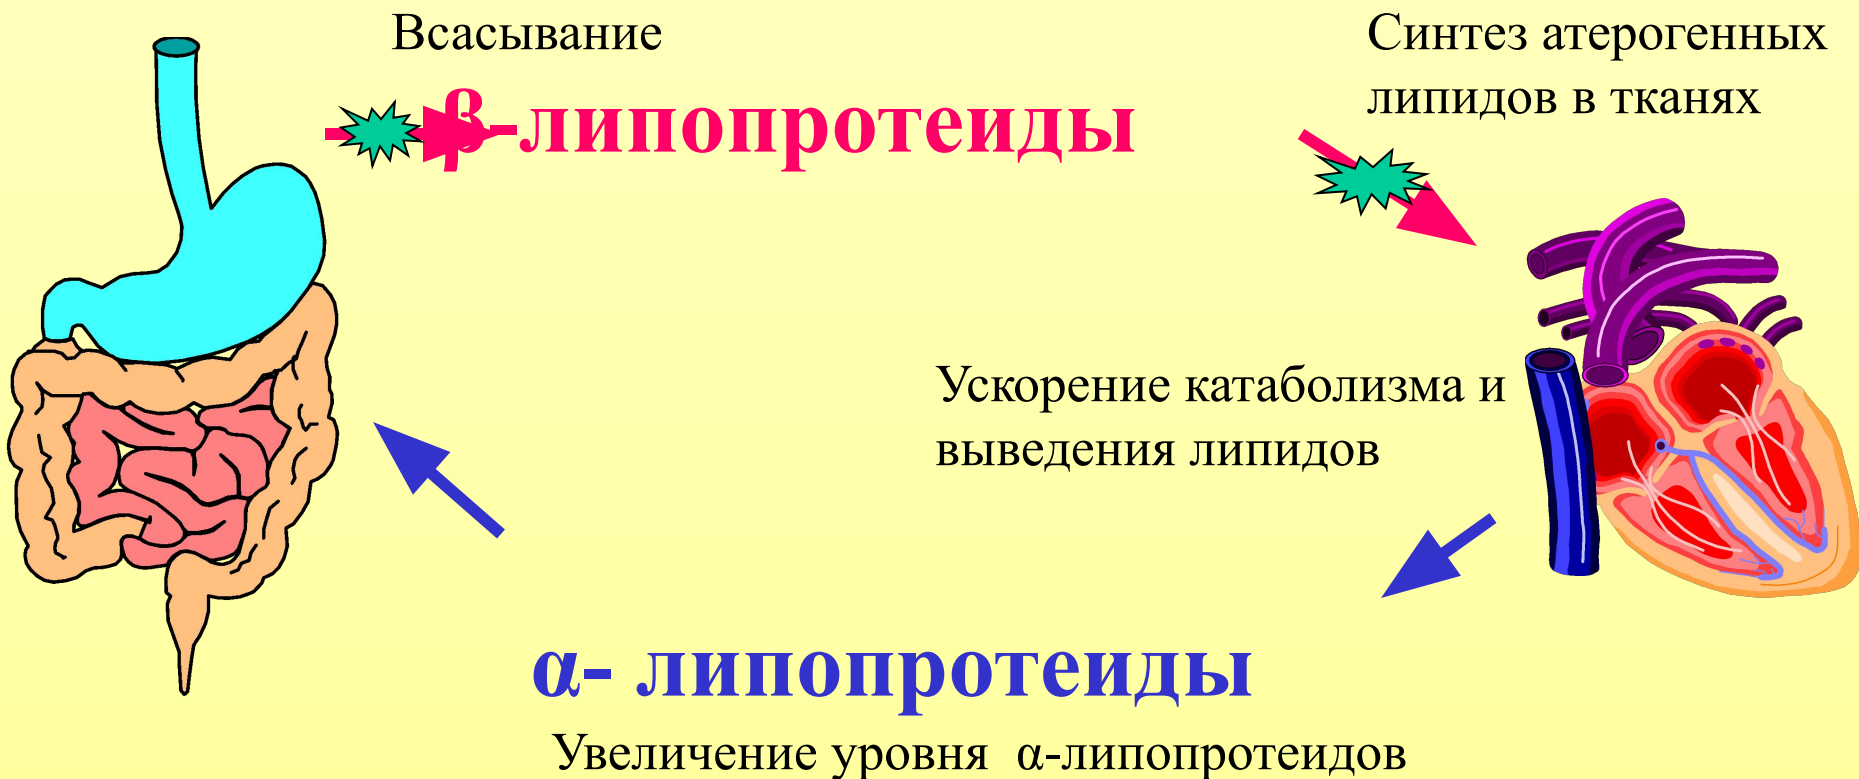 Всасывание
Синтез атерогенных
липидов в тканях
β-липопротеиды
Ускорение катаболизма и
выведения липидов
α- липопротеиды
Увеличение уровня α-липопротеидов